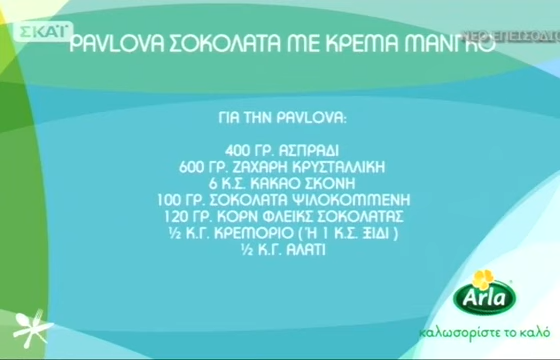 ΣΚΑΪ
PAVLOVA ΣΟΚΟΛΑΤΑ ΜΕ ΚΡΕΜΑ ΜΑΝΓΚΟ
ΝΕΟ ΕΠΕΙΣΟΔΙΟ
ΓΙΑ ΤΗΝ PAVLOVA:
400 ΓΡ. ΑΣΠΡΑΔΙ
600 ΓΡ. ΖΑΧΑΡΗ ΚΡΥΣΤΑΛΛΙΚΗ
6 Κ.Σ. ΚΑΚΑΟ ΣΚΟΝΗ
100 ΓΡ. ΣΟΚΟΛΑΤΑ ΨΙΛΟΚΟΜΜΕΝΗ
120 ΓΡ. ΚΟΡΝ ΦΛΕΙΚΣ ΣΟΚΟΛΑΤΑΣ
½ Κ.Γ. ΚΡΕΜΟΡΙΟ ( Ή 1 Κ.Σ. ΞΙΔΙ )
½ Κ.Γ. ΑΛΑΤΙ
Arla
καλωσορίστε το καλό